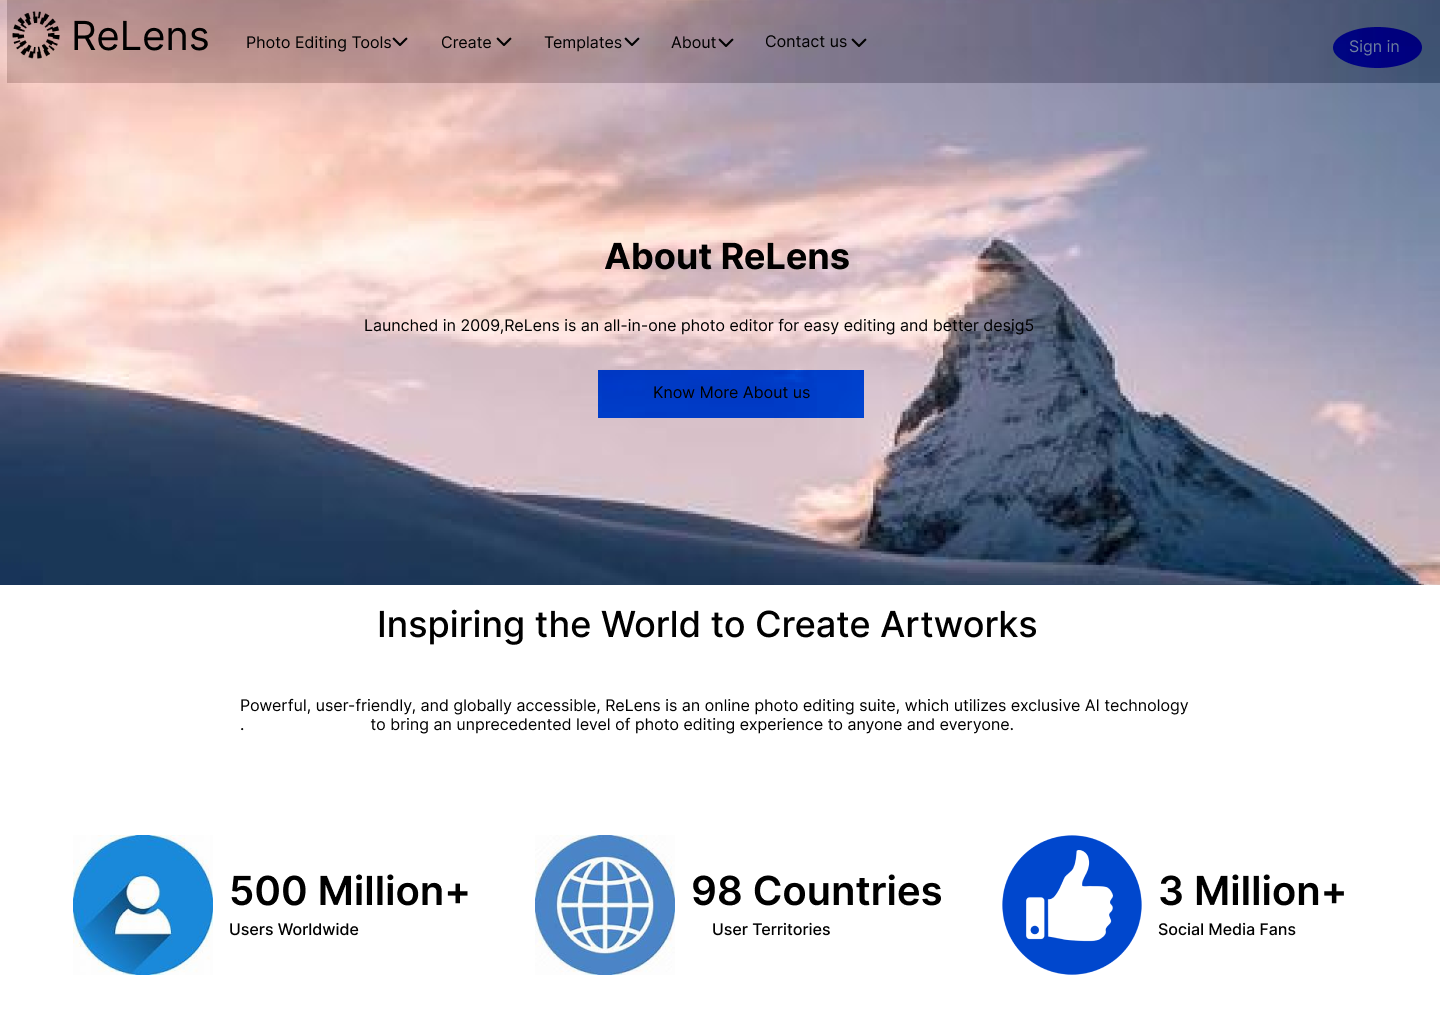 ReLens
Photo Editing Tools
Create
Templates
About
Contact us
Sign in
About ReLens
Launched in 2009,ReLens is an all-in-one photo editor for easy editing and better desig5
Know More About us
Inspiring the World to Create Artworks
Powerful, user-friendly, and globally accessible, ReLens is an online photo editing suite, which utilizes exclusive AI technology
. to bring an unprecedented level of photo editing experience to anyone and everyone.
500 Million+
Users Worldwide
98 Countries
User Territories
3 Million+
Social Media Fans